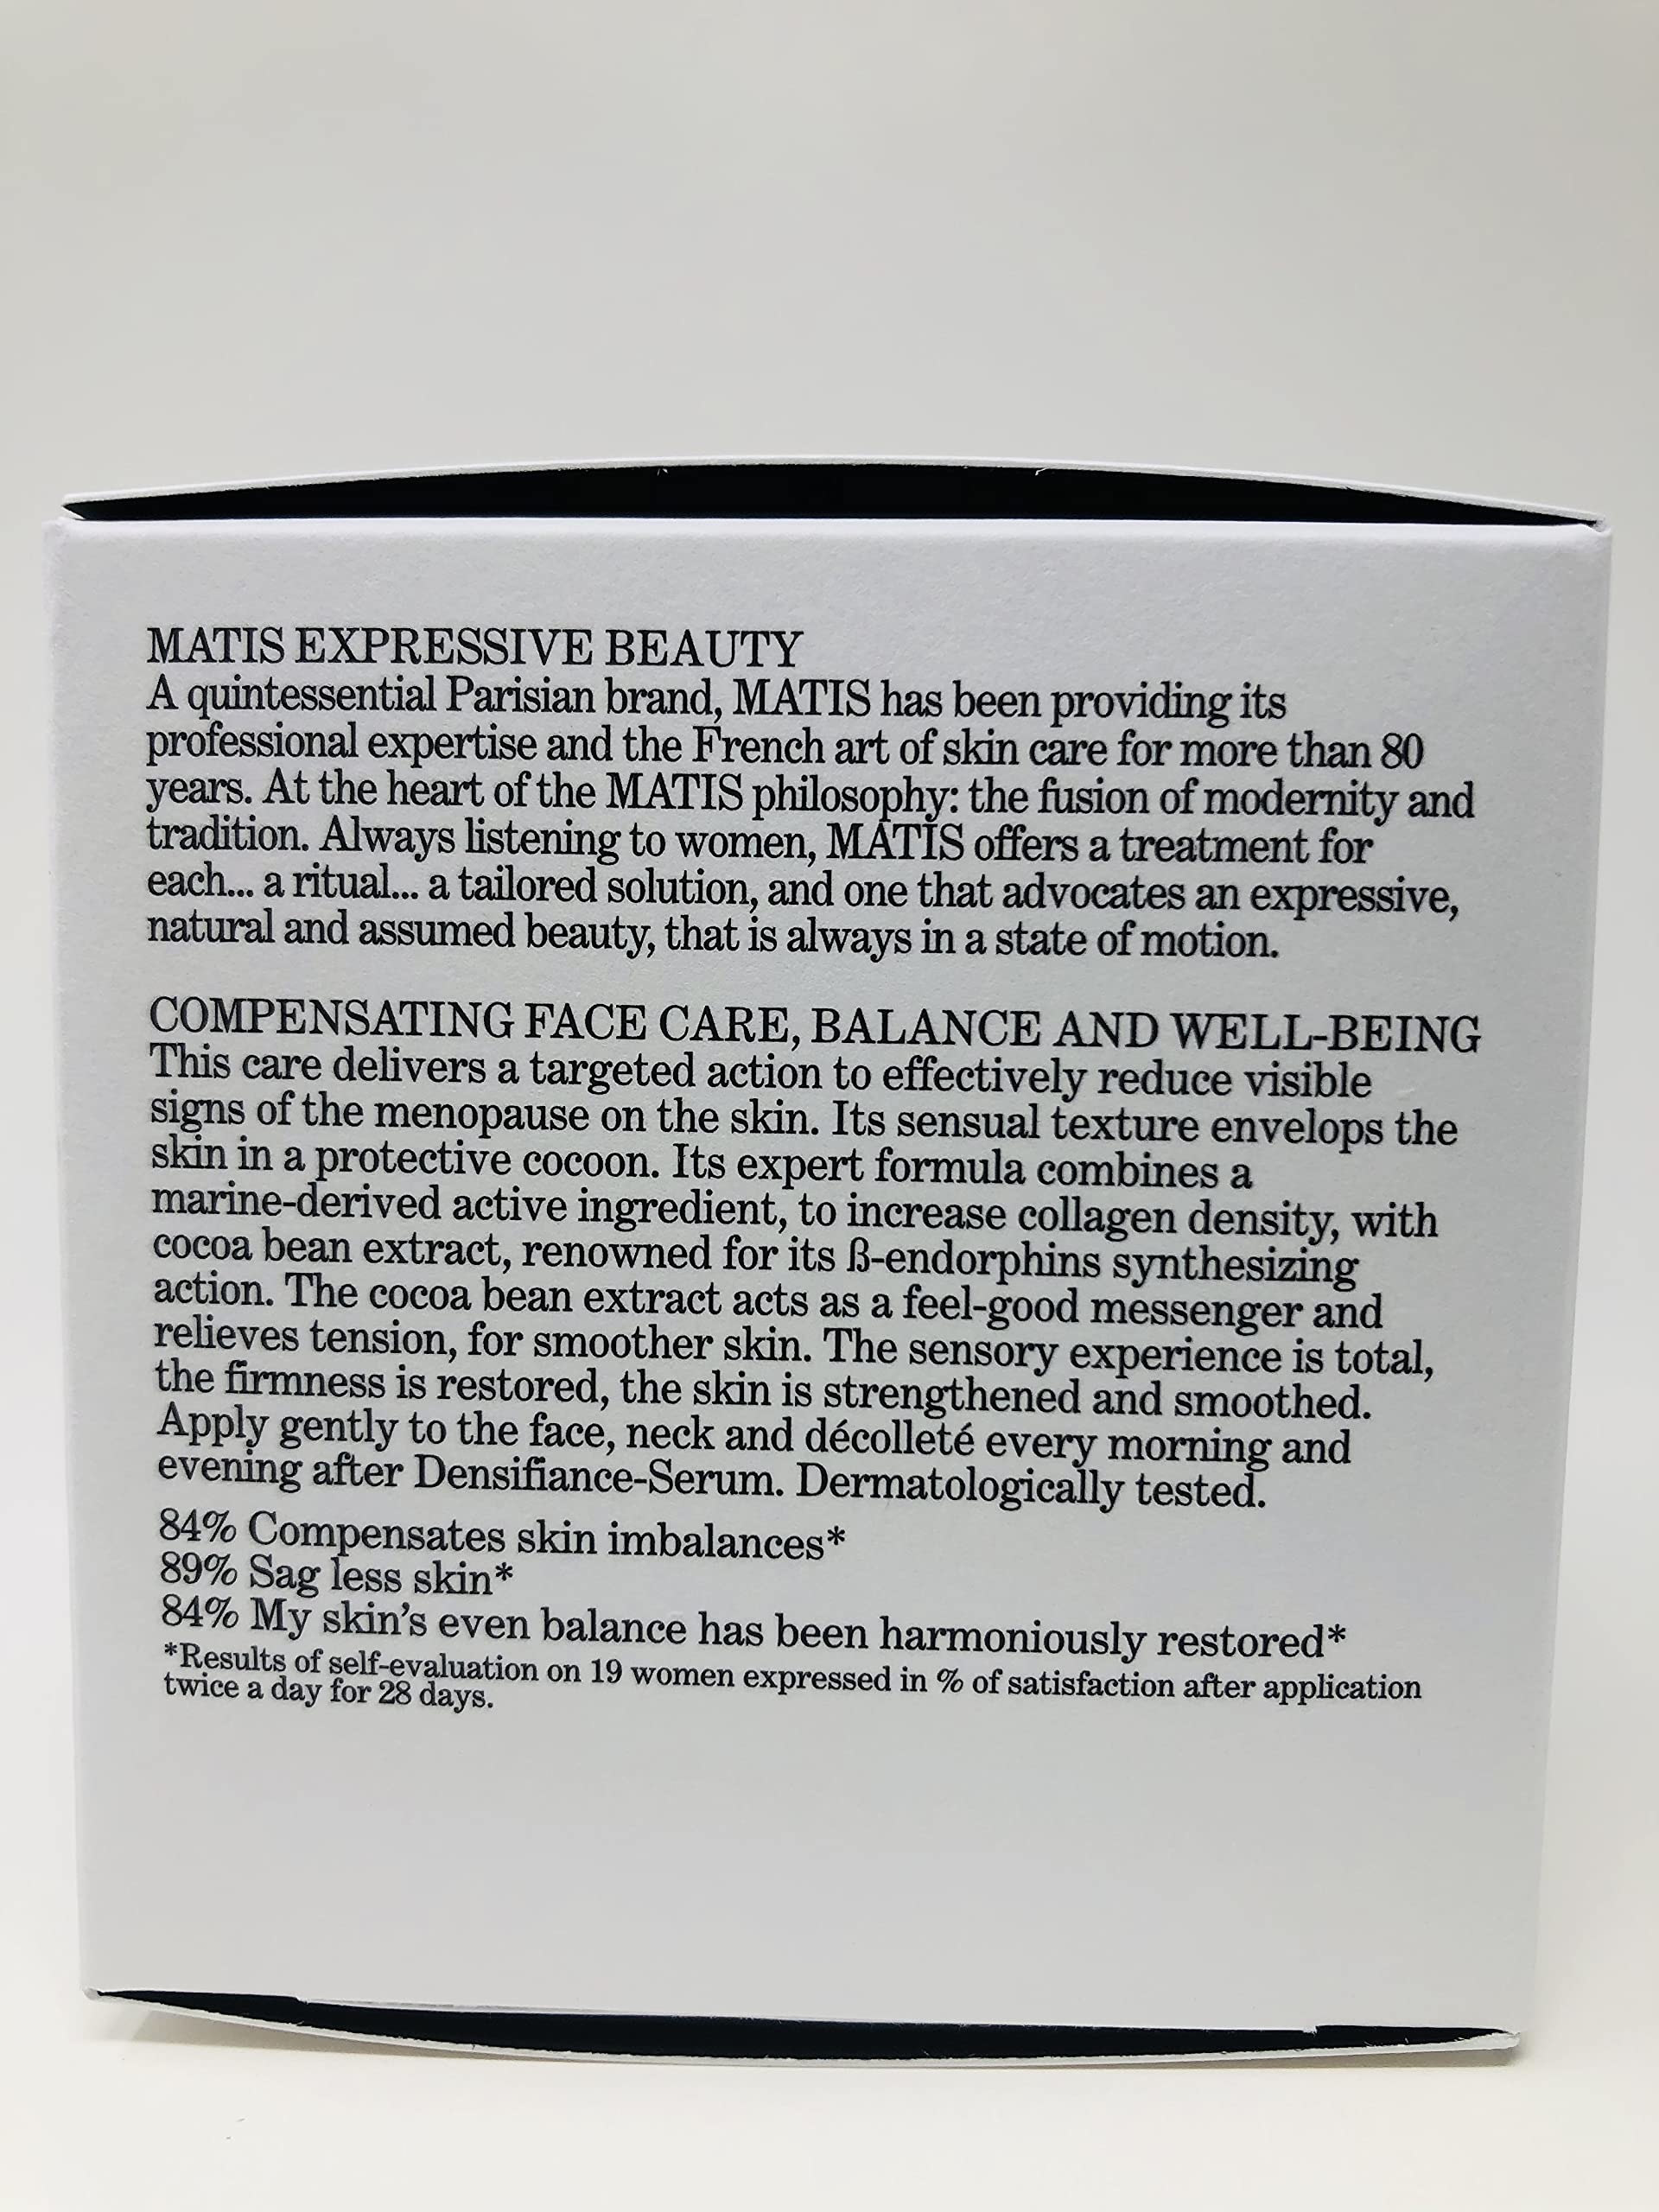 MATIS EXPRESSIVE BEAUTY
A quintessential Parisian brand, MATIS has been providing its
professional expertise and the French art of skin care for more than 80
years. At the heart of the MATIS philosophy: the fusion of modernity and
tradition. Always listening to women, MATIS offers a treatment for
each... a ritual... a tailored solution, and one that advocates an expressive,
natural and assumed beauty, that is always in a state of motion.
COMPENSATING FACE CARE, BALANCE AND WELL-BEING
This care delivers a targeted action to effectively reduce visible
signs of the menopause on the skin. Its sensual texture envelops the
skin in a protective cocoon. Its expert formula combines a
marine-derived active ingredient, to increase collagen density, with
cocoa bean extract, renowned for its ß-endorphins synthesizing
action. The cocoa bean extract acts as a feel-good messenger and
relieves tension, for smoother skin. The sensory experience is total,
the firmness is restored, the skin is strengthened and smoothed.
Apply gently to the face, neck and décolleté every morning and
evening after Densifiance-Serum. Dermatologically tested.
84% Compensates skin imbalances*
89% Sag less skin*
84% My skin's even balance has been harmoniously restored*
*Results of self-evaluation on 19 women expressed in % of satisfaction after application
twice a day for 28 days.